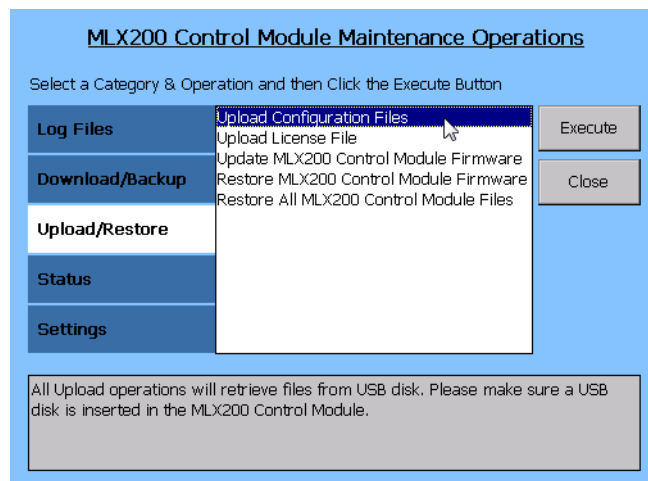 MLX200 Control Module Maintenance Operations
Select a Category & Operation and then Click the Execute Button
Log Files
Download/Backup
Upload/Restore
Status
Settings
Upload Configuration Files
Upload License File
Update MLX200 Control Module Firmware
Restore MLX200 Control Module Firmware
Restore All MLX200 Control Module Files
Execute
Close
All Upload operations will retrieve files from USB disk. Please make sure a USB
disk is inserted in the MLX200 Control Module.